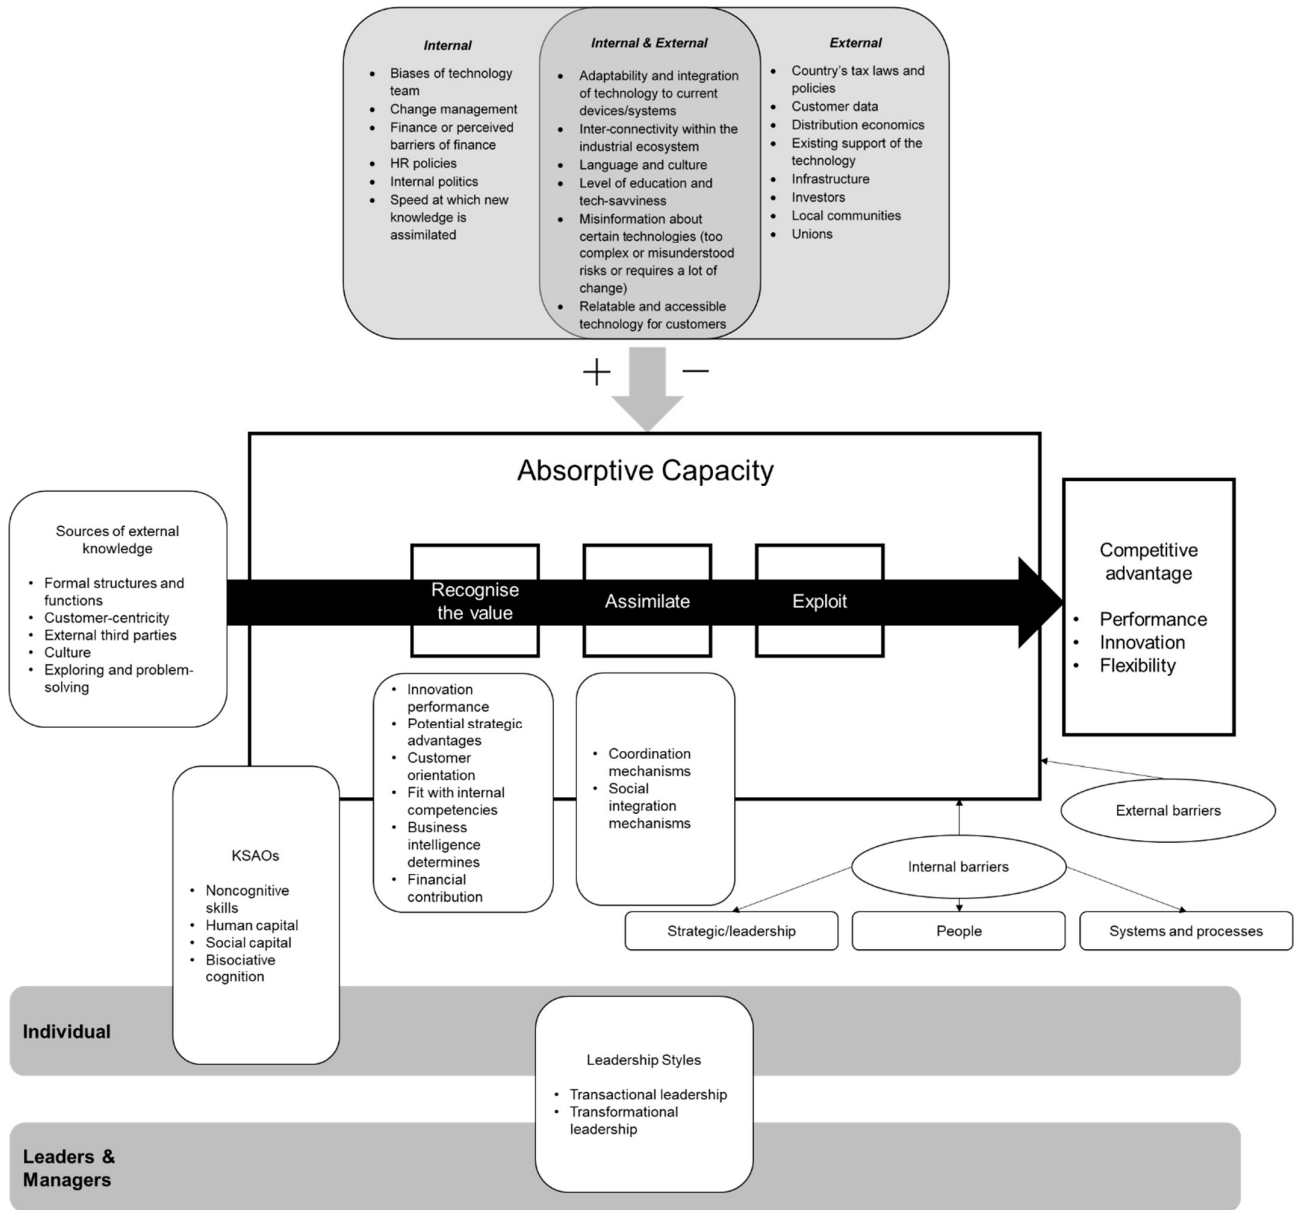 Internal
• Biases of technology
team
• Change management
• Finance or perceived
barriers of finance
• HR policies
• Internal politics
• Speed at which new
knowledge is
assimilated
Internal & External
• Adaptability and integration
of technology to current
devices/systems
• Inter-connectivity within the
industrial ecosystem
• Language and culture
• Level of education and
tech-savviness
• Misinformation about
certain technologies (too
complex or misunderstood
risks or requires a lot of
change)
• Relatable and accessible
technology for customers
External
• Country's tax laws and
policies
• Customer data
• Distribution economics
• Existing support of the
technology
• Infrastructure
• Investors
• Local communities
• Unions
+ −
Absorptive Capacity
Sources of external
knowledge
• Formal structures and
functions
• Customer-centricity
• External third parties
• Culture
• Exploring and problem-
solving
Recognise
the value
Assimilate
Exploit
Competitive
advantage
• Performance
• Innovation
• Flexibility
• Innovation
performance
• Potential strategic
advantages
• Customer
orientation
• Fit with internal
competencies
• Business
intelligence
determines
• Financial
contribution
• Coordination
mechanisms
• Social
integration
mechanisms
External barriers
Internal barriers
Strategic/leadership
People
Systems and processes
KSAOs
• Noncognitive
skills
• Human capital
• Social capital
• Bisociative
cognition
Individual
Leadership Styles
• Transactional leadership
• Transformational
leadership
Leaders &
Managers